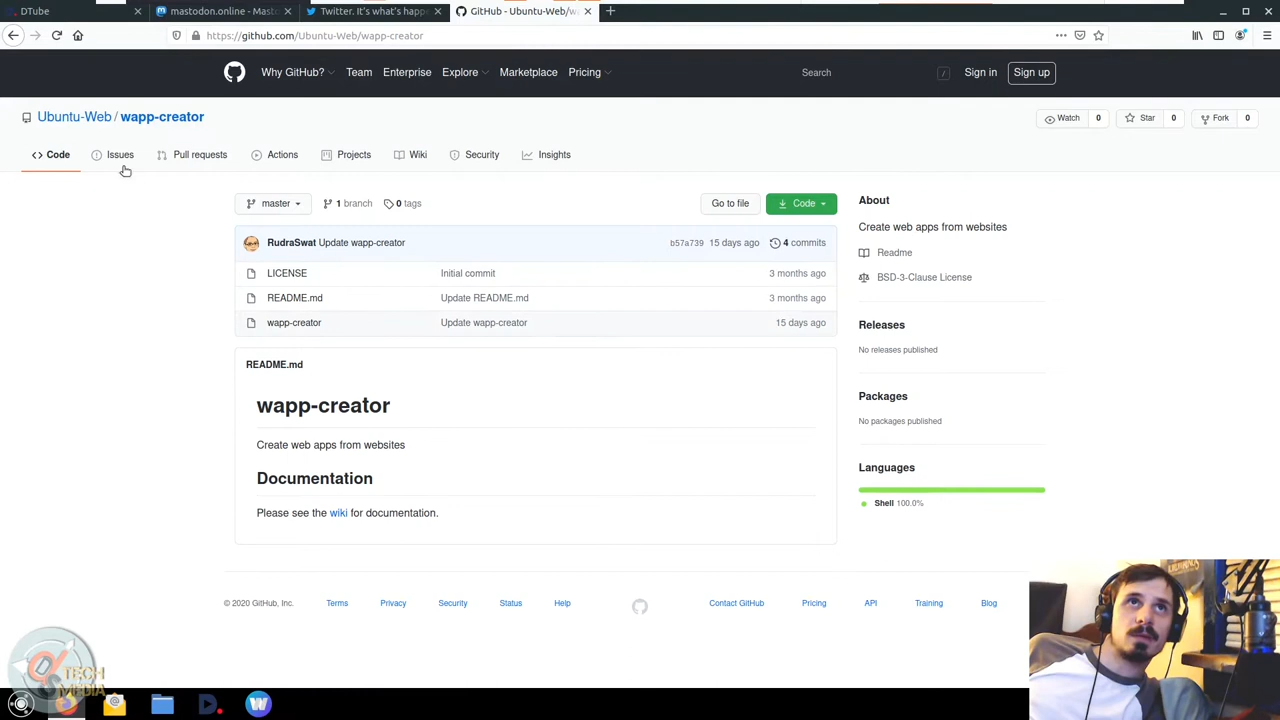 DTube
mastodon.online - Masto
Twitter. It's what's happe
GitHub - Ubuntu-Web/wa
https://github.com/Ubuntu-Web/wapp-creator
Why GitHub?
Team
Enterprise
Explore
Marketplace
Pricing
Search
/
Sign in
Sign up
Ubuntu-Web / wapp-creator
Watch 0
Star 0
Fork 0
Code
Issues
Pull requests
Actions
Projects
Wiki
Security
Insights
master
1 branch
0 tags
Go to file
Code
RudraSwat Update wapp-creator
b57a739 15 days ago
4 commits
LICENSE
Initial commit
3 months ago
README.md
Update README.md
3 months ago
wapp-creator
Update wapp-creator
15 days ago
README.md
wapp-creator
Create web apps from websites
Documentation
Please see the wiki for documentation.
About
Create web apps from websites
Readme
BSD-3-Clause License
Releases
No releases published
Packages
No packages published
Languages
Shell 100.0%
© 2020 GitHub, Inc.
Terms
Privacy
Security
Status
Help
Contact GitHub
Pricing
API
Training
Blog
TECH
MEDIA